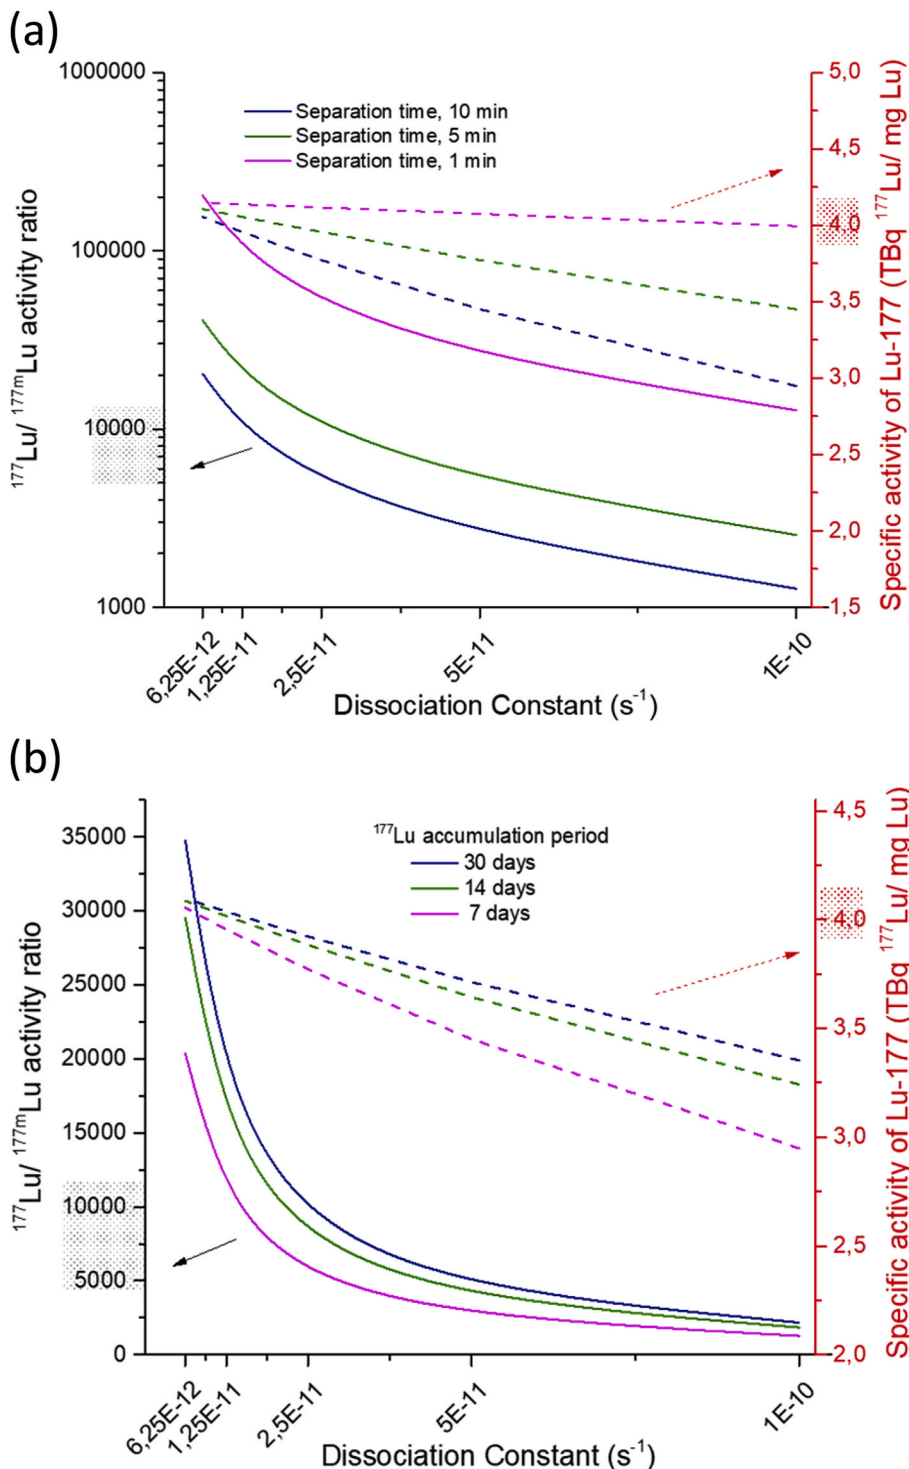 (a)
1000000
100000
10000
1000
¹⁷⁷Lu/ ¹⁷⁷ᵐLu activity ratio
Separation time, 10 min
Separation time, 5 min
Separation time, 1 min
5,0
4,5
4,0
3,5
3,0
2,5
2,0
1,5
Specific activity of Lu-177 (TBq ¹⁷⁷Lu/ mg Lu)
6,25E-12
1,25E-11
2,5E-11
5E-11
1E-10
Dissociation Constant (s⁻¹)
(b)
35000
30000
25000
20000
15000
10000
5000
0
¹⁷⁷Lu/ ¹⁷⁷ᵐLu activity ratio
¹⁷⁷Lu accumulation period
30 days
14 days
7 days
4,5
4,0
3,5
3,0
2,5
2,0
Specific activity of Lu-177 (TBq ¹⁷⁷Lu/ mg Lu)
6,25E-12
1,25E-11
2,5E-11
5E-11
1E-10
Dissociation Constant (s⁻¹)